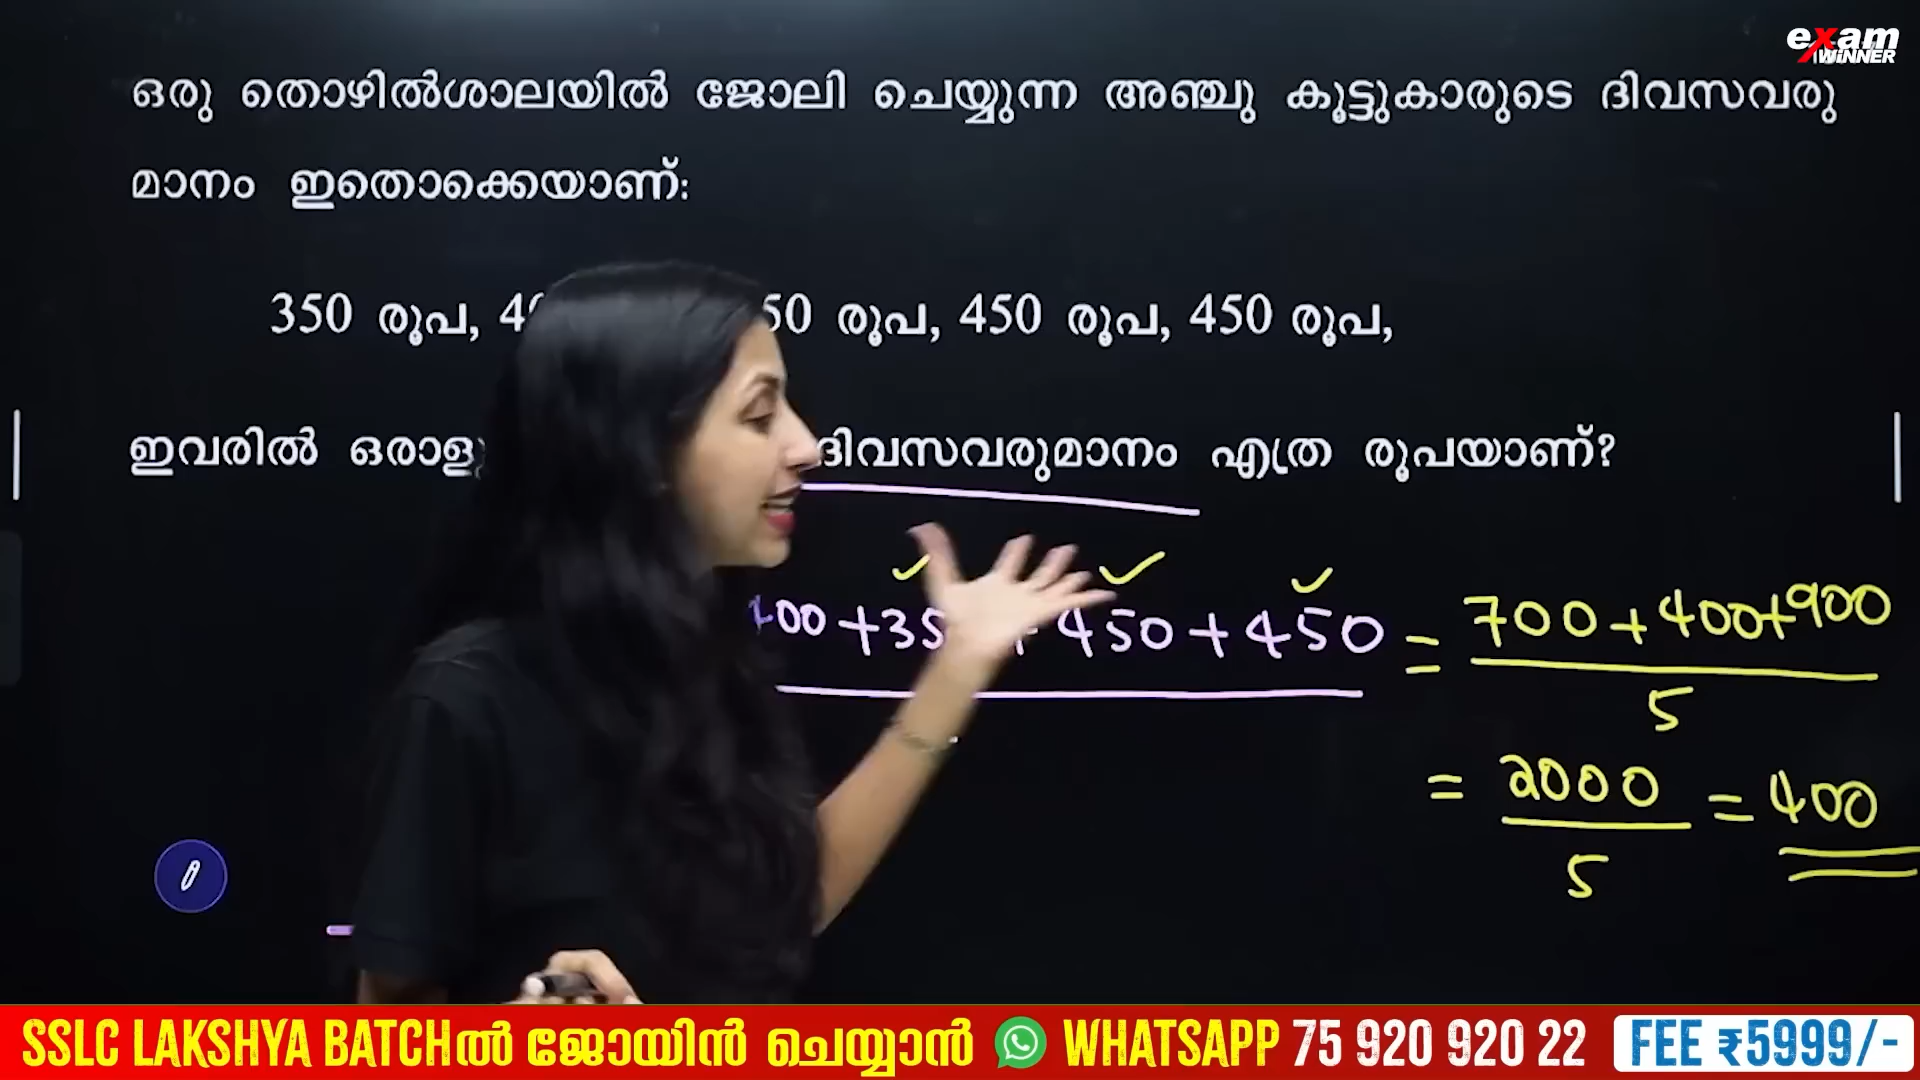 exam
WINNER
ഒരു തൊഴിൽശാലയിൽ ജോലി ചെയ്യുന്ന അഞ്ചു കൂട്ടുകാരുടെ ദിവസവരു
മാനം ഇതൊക്കെയാണ്:
350 രൂപ, 50 രൂപ, 450 രൂപ, 450 രൂപ,
ഇവരിൽ ദിവസവരുമാനം എത്ര രൂപയാണ്?
+ 450 + 450 = 700 + 400 + 900
5
= 2000 = 400
5
SSLC LAKSHYA BATCHൽ ജോയിൻ ചെയ്യാൻ WHATSAPP 75 920 920 22 FEE ₹5999/-